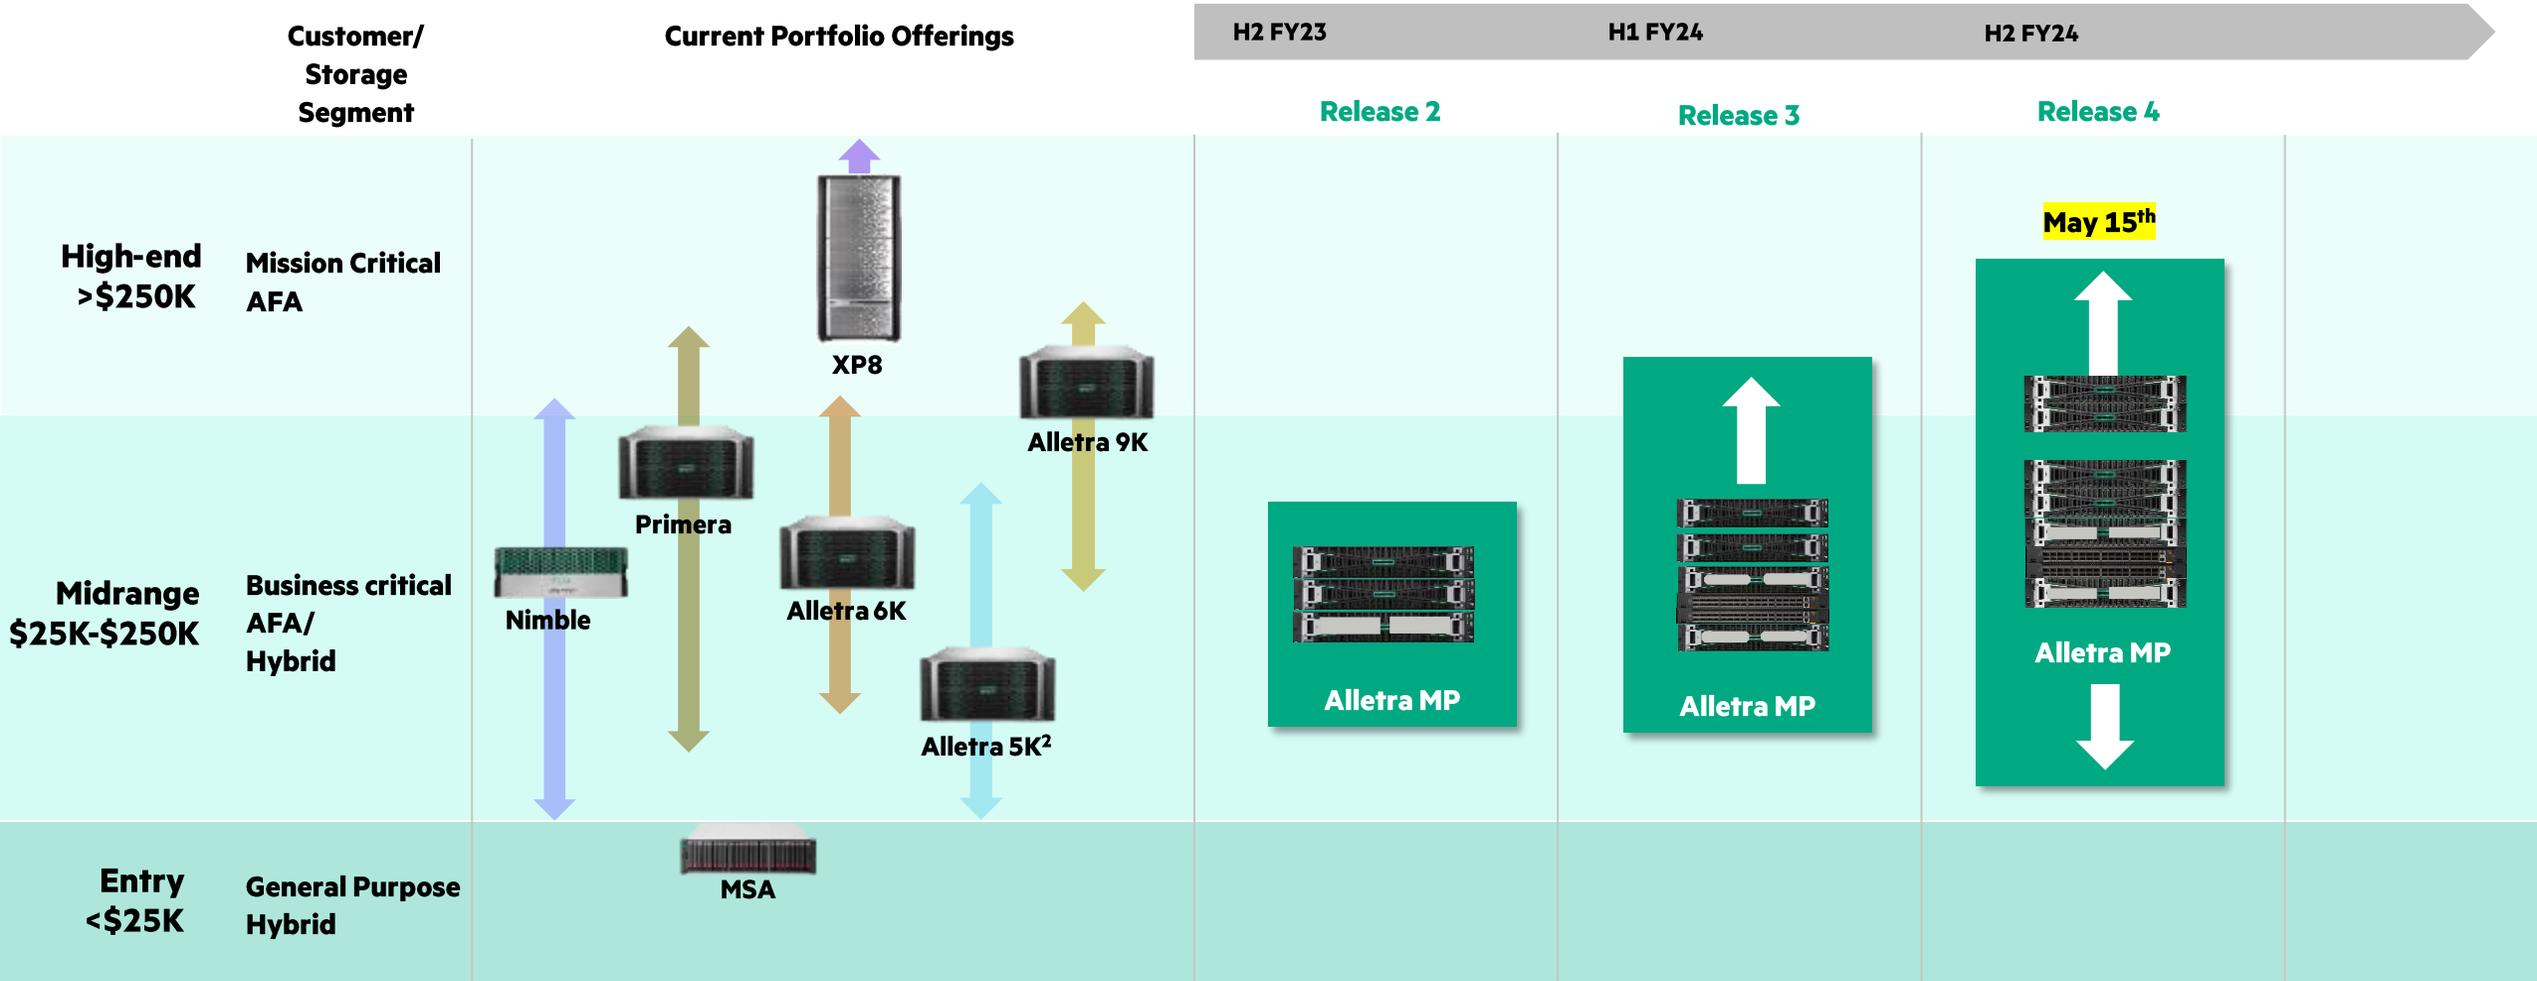 Customer/
Storage
Segment
Current Portfolio Offerings
H2 FY23
H1 FY24
H2 FY24
Release 2
Release 3
Release 4
High-end
>$250K
Mission Critical
AFA
XP8
Alletra 9K
May 15th
Midrange
$25K-$250K
Business critical
AFA/
Hybrid
Nimble
Primera
Alletra 6K
Alletra 5K²
Alletra MP
Alletra MP
Alletra MP
Entry
<$25K
General Purpose
Hybrid
MSA